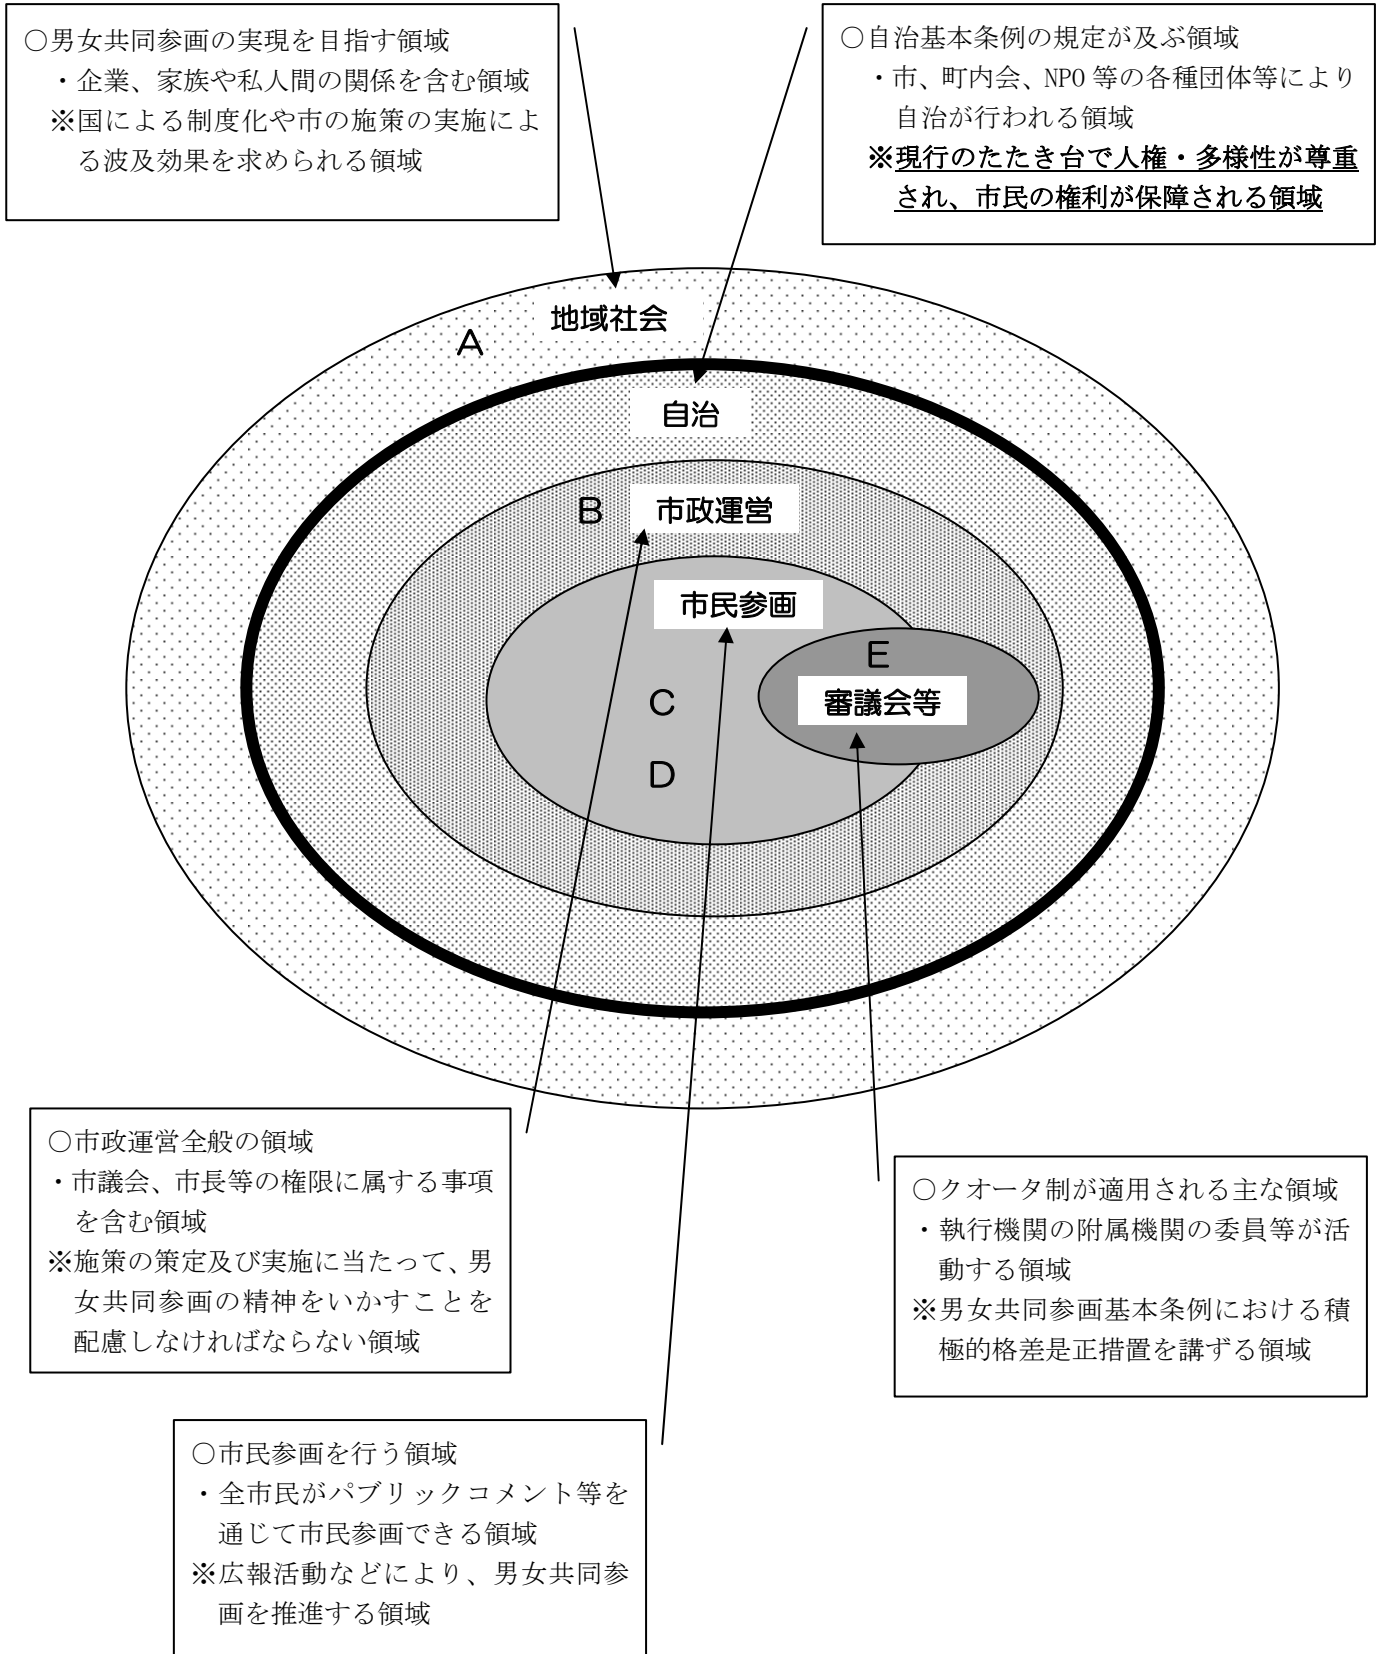 ○男女共同参画の実現を目指す領域
・企業、家族や私人間の関係を含む領域
※国による制度化や市の施策の実施によ
る波及効果を求められる領域
○自治基本条例の規定が及ぶ領域
・市、町内会、NPO 等の各種団体等により
自治が行われる領域
※現行のたたき台で人権・多様性が尊重
され、市民の権利が保障される領域
地域社会
A
自治
B
市政運営
市民参画
E
審議会等
C
D
○市政運営全般の領域
・市議会、市長等の権限に属する事項
を含む領域
※施策の策定及び実施に当たって、男
女共同参画の精神をいかすことを
配慮しなければならない領域
○クオータ制が適用される主な領域
・執行機関の附属機関の委員等が活
動する領域
※男女共同参画基本条例における積
極的格差是正措置を講ずる領域
○市民参画を行う領域
・全市民がパブリックコメント等を
通じて市民参画できる領域
※広報活動などにより、男女共同参
画を推進する領域